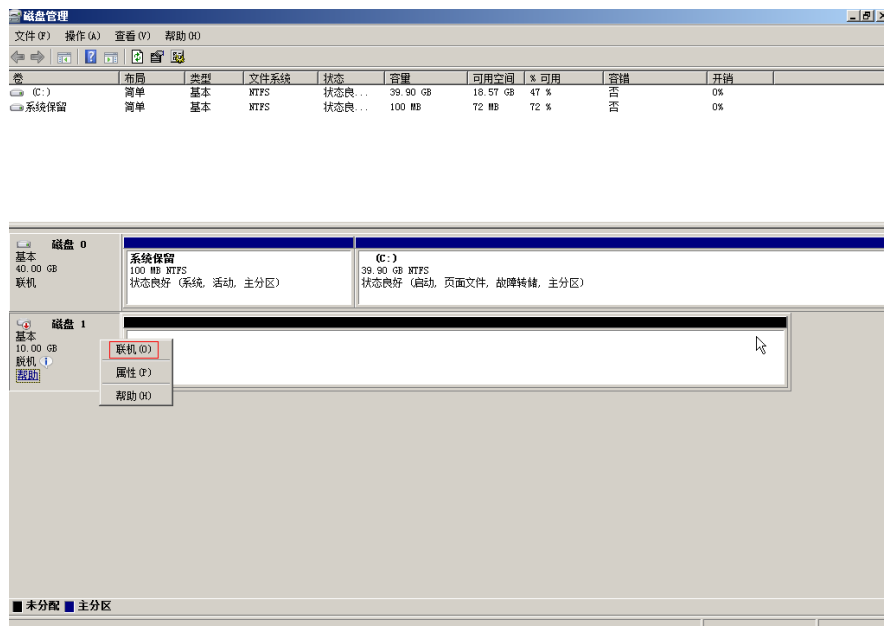 磁盘管理
文件(F) 操作(A) 查看(V) 帮助(H)
卷 布局 类型 文件系统 状态 容量 可用空间 % 可用 容错 开销
(C:) 简单 基本 NTFS 状态良... 39.90 GB 18.57 GB 47 % 否 0%
系统保留 简单 基本 NTFS 状态良... 100 MB 72 MB 72 % 否 0%
磁盘 0
基本
40.00 GB
联机
系统保留
100 MB NTFS
状态良好 (系统, 活动, 主分区)
(C:)
39.90 GB NTFS
状态良好 (启动, 页面文件, 故障转储, 主分区)
磁盘 1
基本
10.00 GB
脱机
帮助
联机(O)
属性(P)
帮助(H)
未分配 主分区